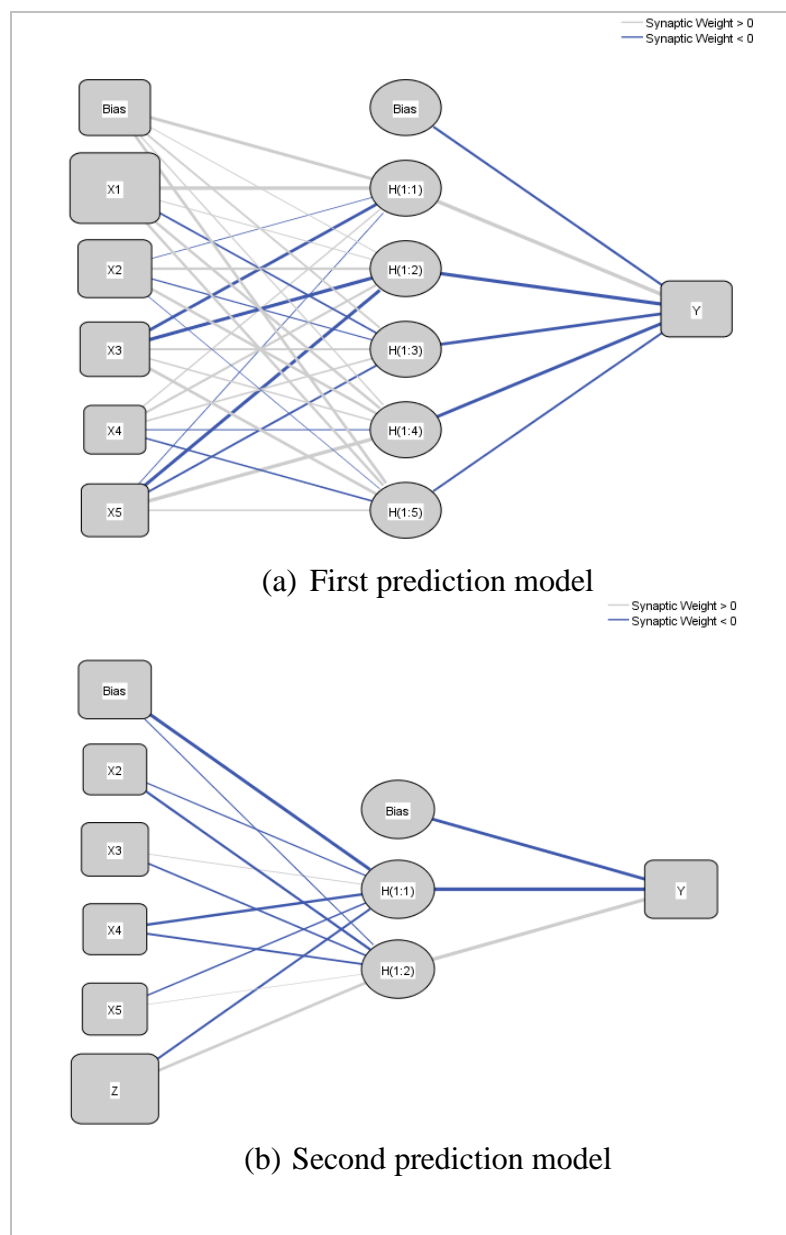 Synaptic Weight > 0
Synaptic Weight < 0
Bias
Bias
X1
H(1:1)
X2
H(1:2)
X3
H(1:3)
Y
X4
H(1:4)
X5
H(1:5)
(a) First prediction model
Synaptic Weight > 0
Synaptic Weight < 0
Bias
X2
Bias
X3
H(1:1)
Y
X4
H(1:2)
X5
Z
(b) Second prediction model